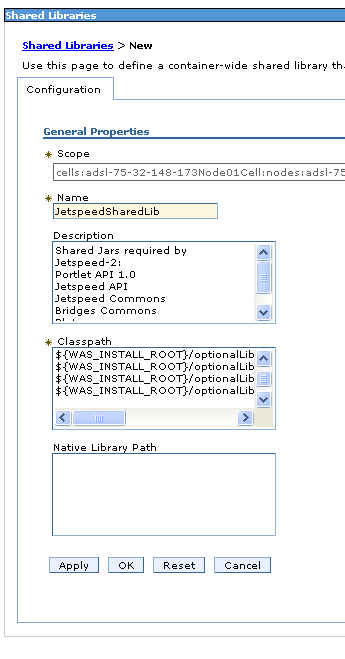 Shared Libraries
Shared Libraries > New
Use this page to define a container-wide shared library
Configuration
General Properties
* Scope
cells:adsl-75-32-148-173Node01Cell:nodes:adsl-75
* Name
JetspeedSharedLib
Description
Shared Jars required by
Jetspeed-2:
Portlet API 1.0
Jetspeed API
Jetspeed Commons
Bridges Commons
* Classpath
${WAS_INSTALL_ROOT}/optionalLib
${WAS_INSTALL_ROOT}/optionalLib
${WAS_INSTALL_ROOT}/optionalLib
${WAS_INSTALL_ROOT}/optionalLib
Native Library Path
Apply OK Reset Cancel